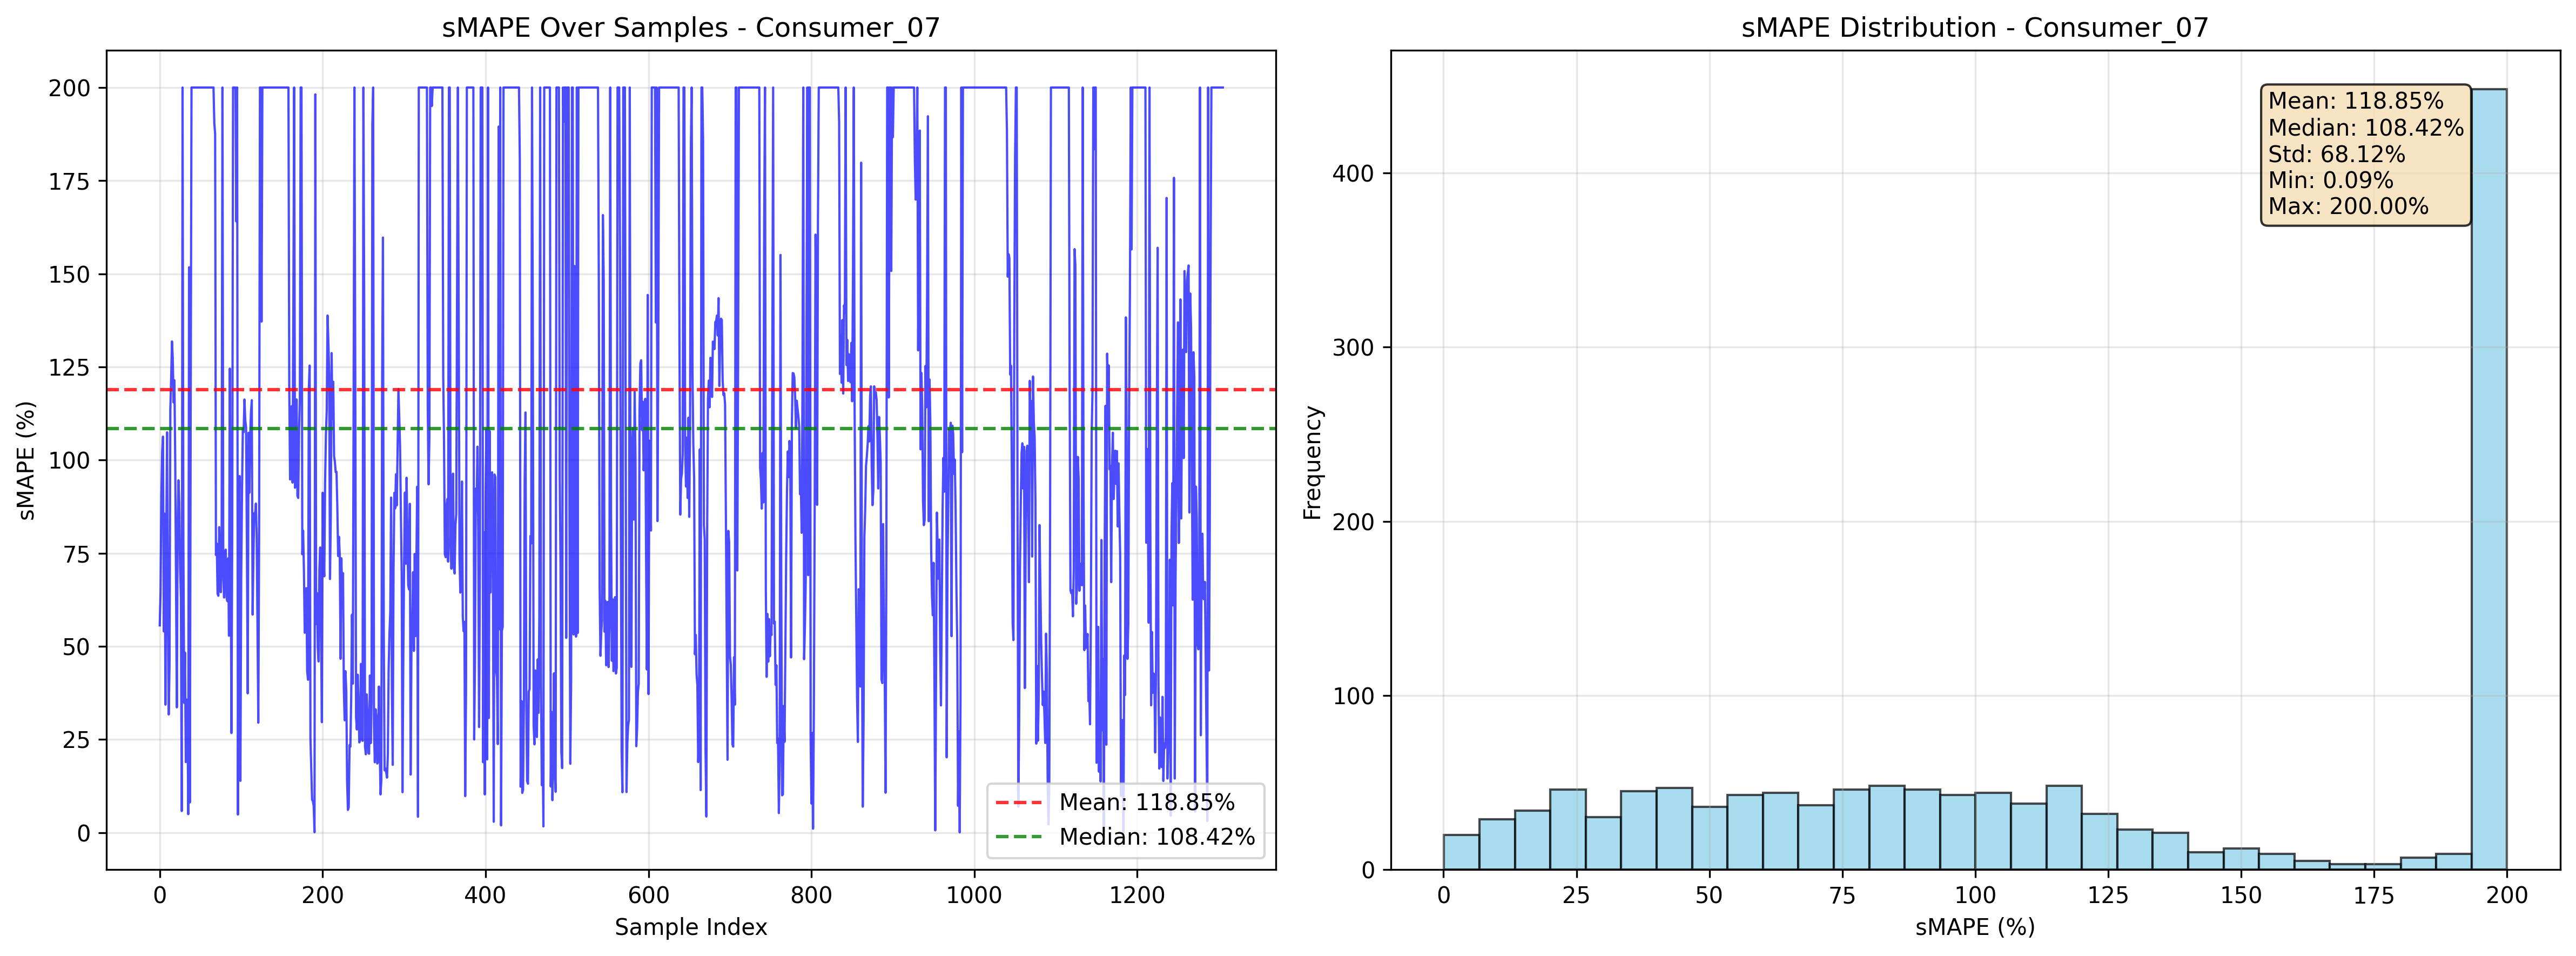 sMAPE Over Samples - Consumer_07
200
175
150
125
100
75
50
25
0
sMAPE (%)
Mean: 118.85%
Median: 108.42%
0
200
400
600
800
1000
1200
Sample Index
sMAPE Distribution - Consumer_07
Mean: 118.85%
Median: 108.42%
Std: 68.12%
Min: 0.09%
Max: 200.00%
400
300
200
100
0
Frequency
0
25
50
75
100
125
150
175
200
sMAPE (%)